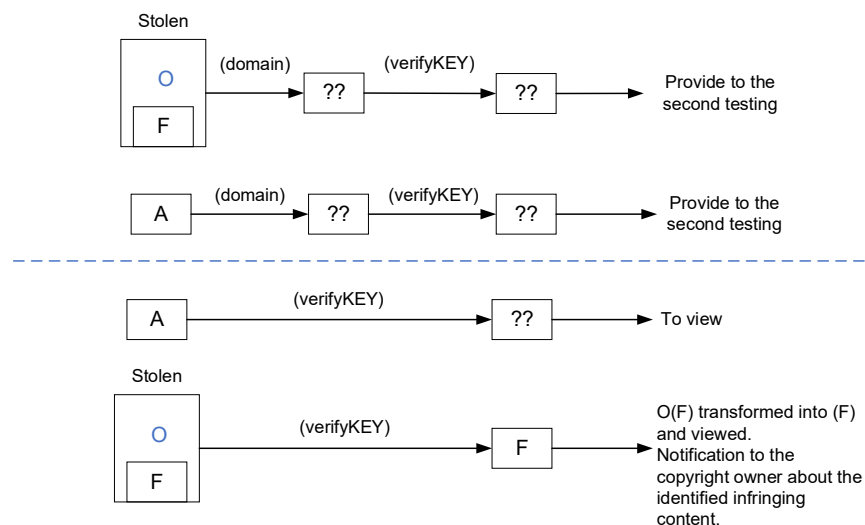 Stolen
O
F
(domain)
??
(verifyKEY)
??
Provide to the
second testing
A
(domain)
??
(verifyKEY)
??
Provide to the
second testing
A
(verifyKEY)
??
To view
Stolen
O
F
(verifyKEY)
F
O(F) transformed into (F)
and viewed.
Notification to the
copyright owner about the
identified infringing
content.